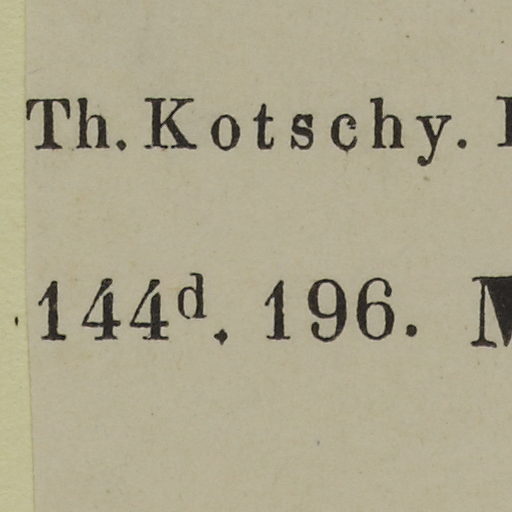 Th. Kotschy.
144d. 196.